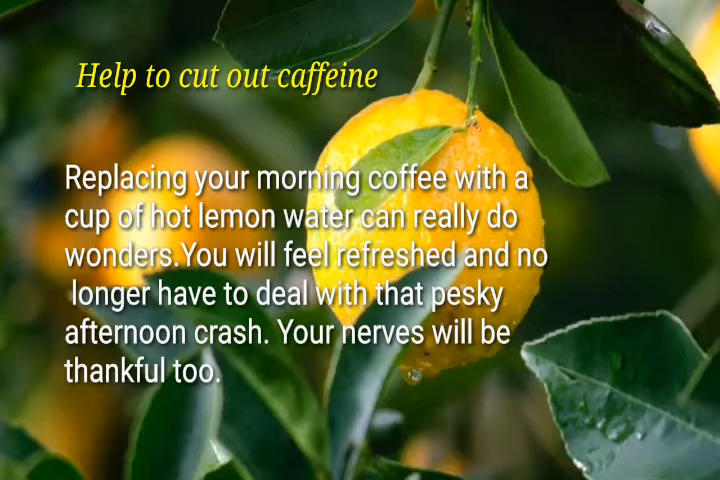 Help to cut out caffeine
Replacing your morning coffee with a
cup of hot lemon water can really do
wonders.You will feel refreshed and no
longer have to deal with that pesky
afternoon crash. Your nerves will be
thankful too.